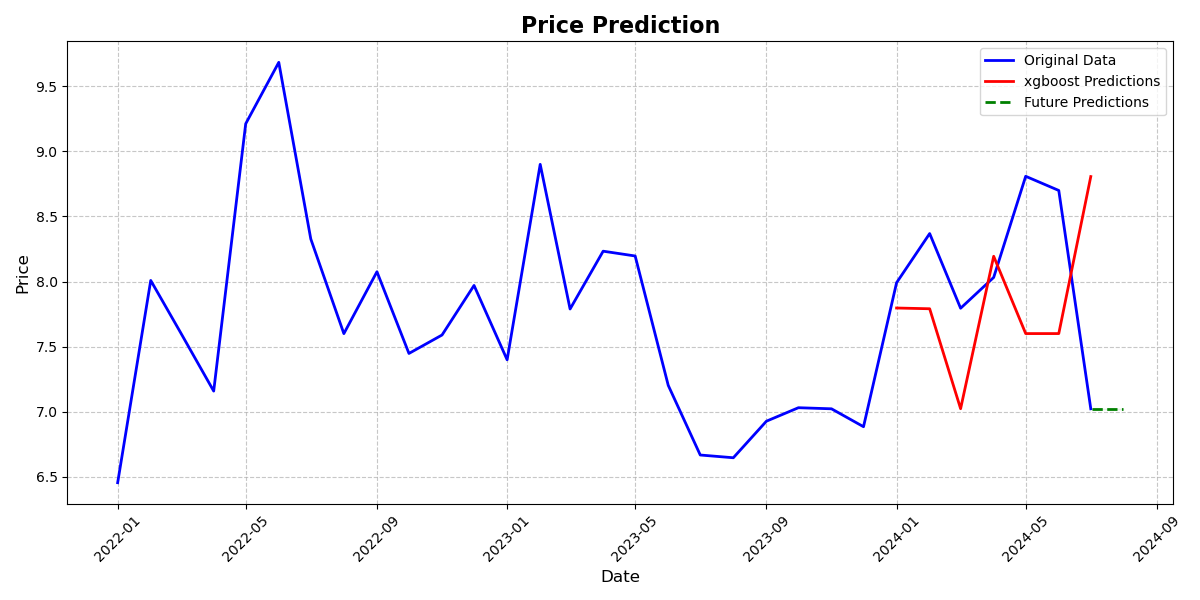 Price Prediction
Original Data
xgboost Predictions
Future Predictions
Price
9.5
9.0
8.5
8.0
7.5
7.0
6.5
2022-01
2022-05
2022-09
2023-01
2023-05
2023-09
2024-01
2024-05
2024-09
Date